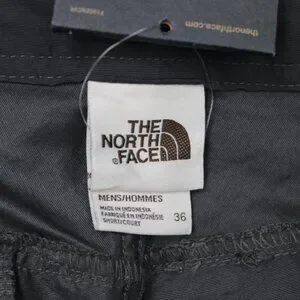 thenorthface.com
THE
NORTH
FACE
®
MENS/HOMMES
MADE IN INDONESIA
FABRIQUÉ EN INDONÉSIE
SHORT/COURT
36